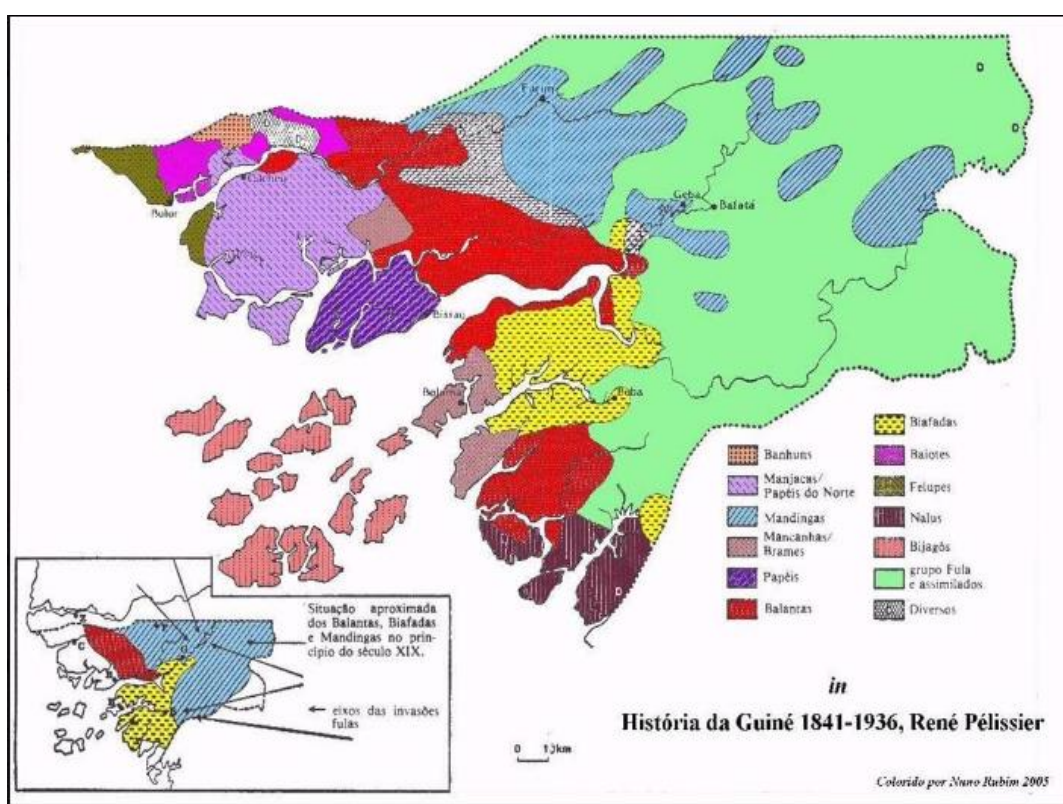 Farim
D
D
D
Cacheu
Geba
Bafatá
Bolor
Bissau
Bolama
Buba
D
Biafadas
Banhuns
Baiotes
Manjacas/
Papéis do Norte
Felupes
Mandingas
Nalus
Mancanhas/
Brames
Bijagós
Papéis
grupo Fula
e assimilados
Balantas
Diversos
Situação aproximada
dos Balantas, Biafadas
e Mandingas no prin-
cípio do século XIX.
eixos das invasões
fulas
Z
F
C
G
B
in
História da Guiné 1841-1936, René Pélissier
0 10km
Colorido por Nuno Rubim 2005